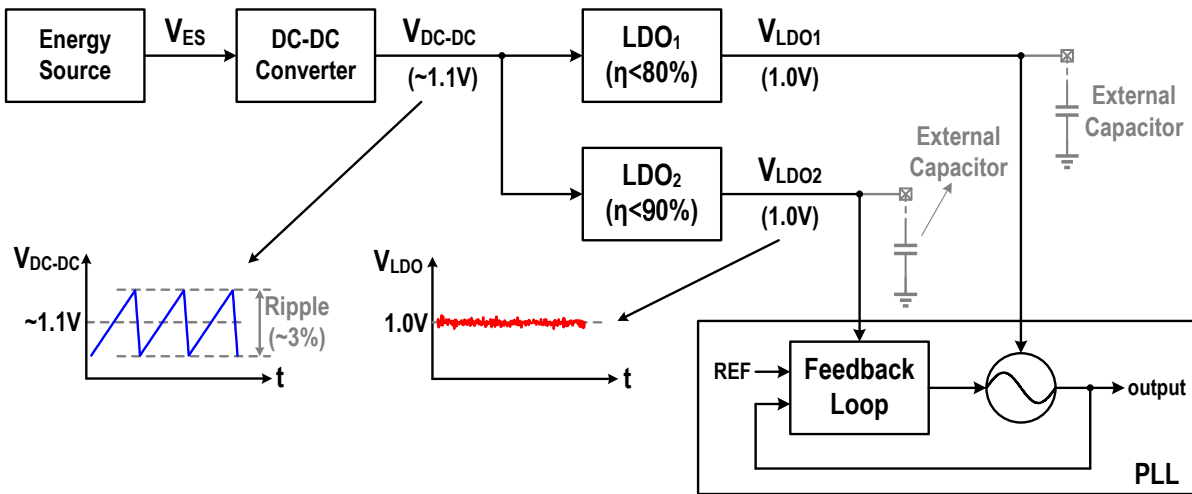 Energy
Source
V_ES
DC-DC
Converter
V_DC-DC
(~1.1V)
LDO₁
(η<80%)
V_LDO1
(1.0V)
External
Capacitor
LDO₂
(η<90%)
V_LDO2
(1.0V)
External
Capacitor
V_DC-DC
~1.1V
Ripple
(~3%)
t
V_LDO
1.0V
t
REF
Feedback
Loop
output
PLL